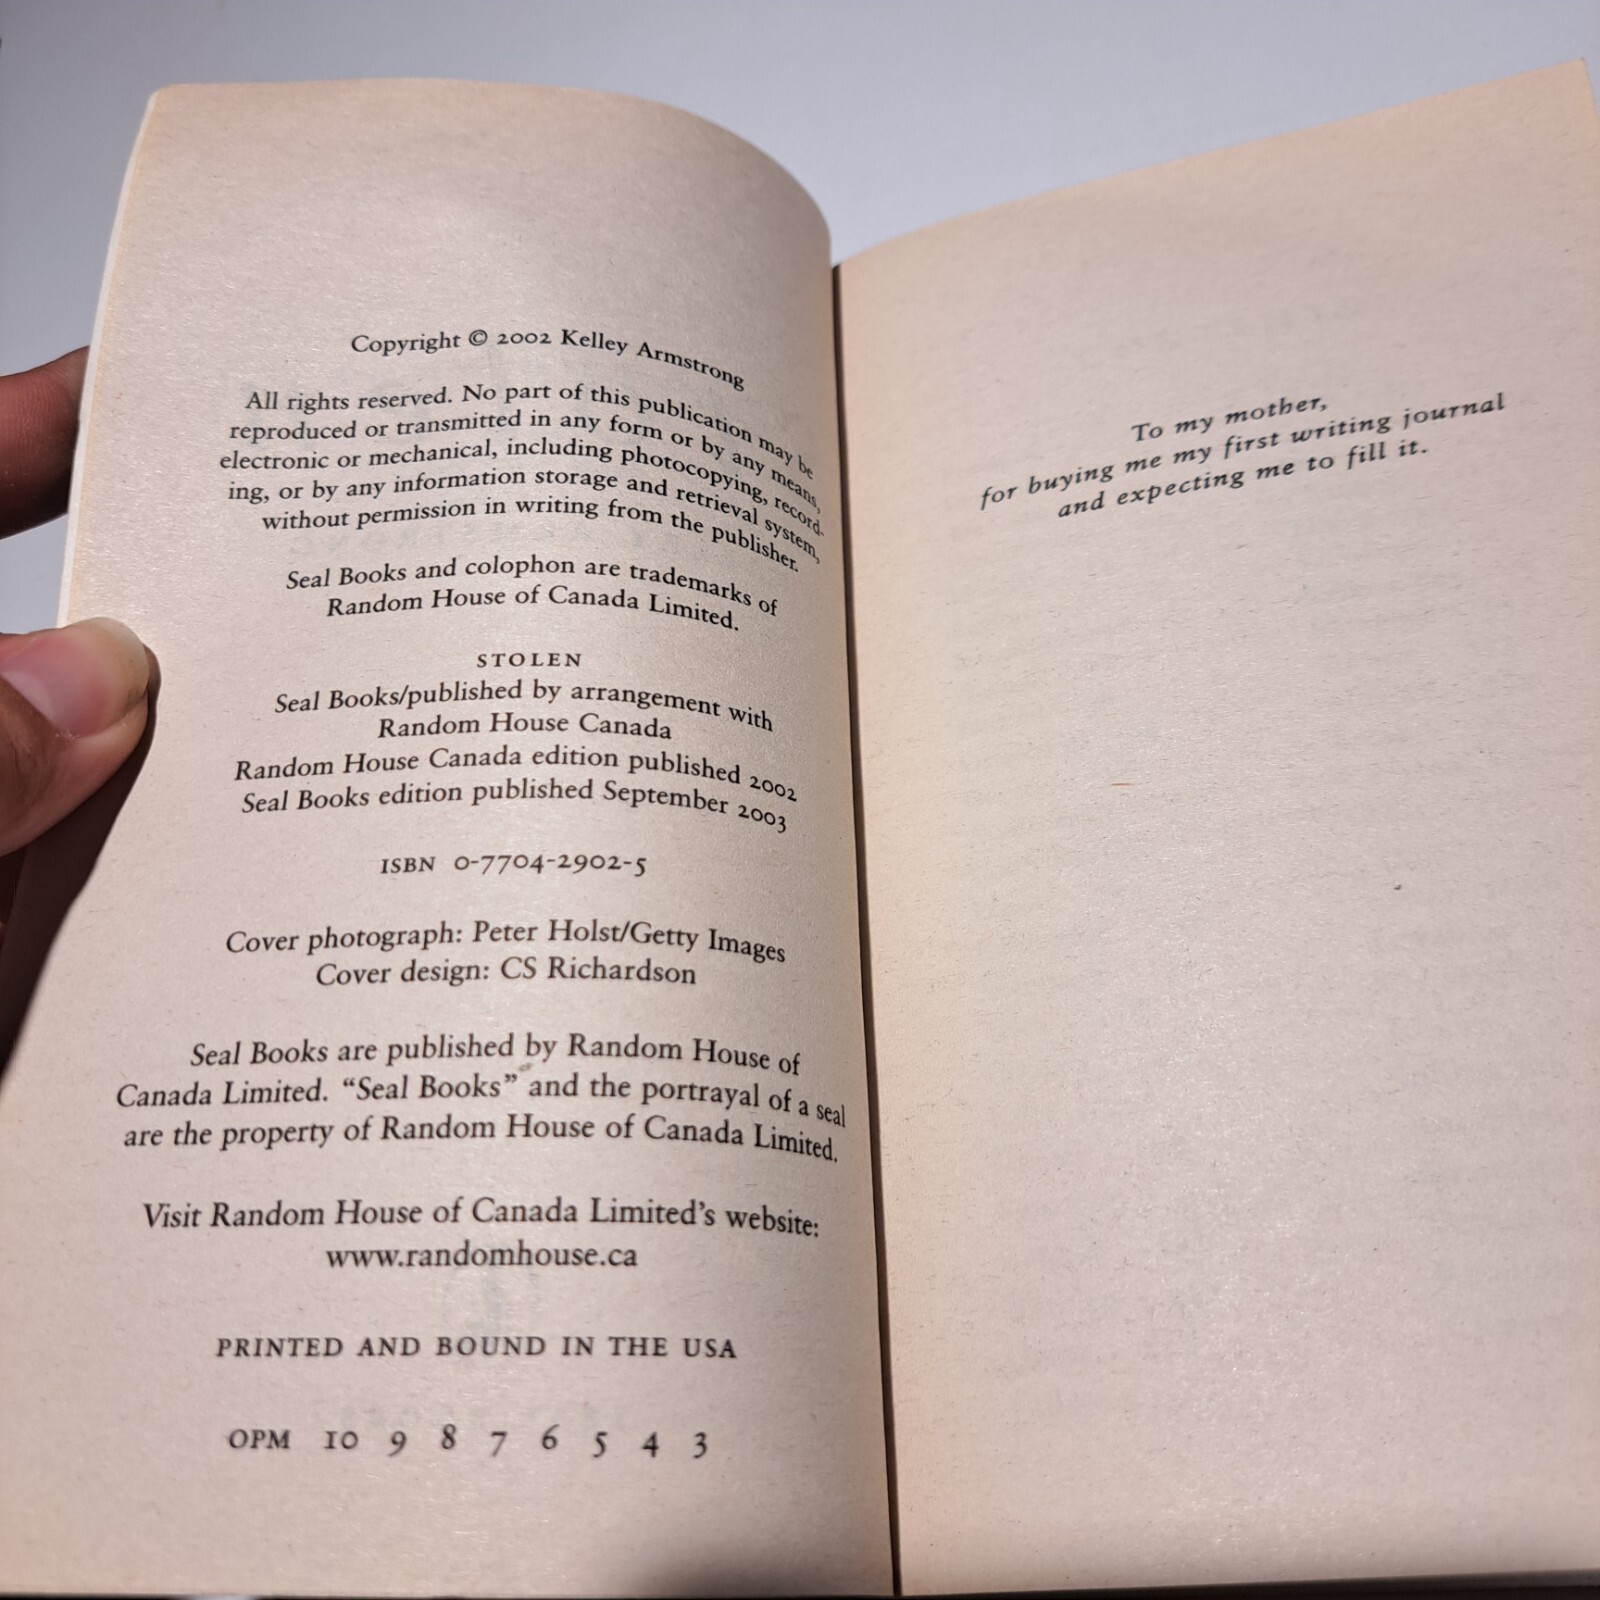 Copyright © 2002 Kelley Armstrong
All rights reserved. No part of this publication may be
reproduced or transmitted in any form or by any means,
electronic or mechanical, including photocopying, record-
ing, or by any information storage and retrieval system,
without permission in writing from the publisher.
Seal Books and colophon are trademarks of
Random House of Canada Limited.
STOLEN
Seal Books/published by arrangement with
Random House Canada
Random House Canada edition published 2002
Seal Books edition published September 2003
ISBN 0-7704-2902-5
Cover photograph: Peter Holst/Getty Images
Cover design: CS Richardson
Seal Books are published by Random House of
Canada Limited. “Seal Books” and the portrayal of a seal
are the property of Random House of Canada Limited.
Visit Random House of Canada Limited’s website:
www.randomhouse.ca
PRINTED AND BOUND IN THE USA
OPM 10 9 8 7 6 5 4 3
To my mother,
for buying me my first writing journal
and expecting me to fill it.